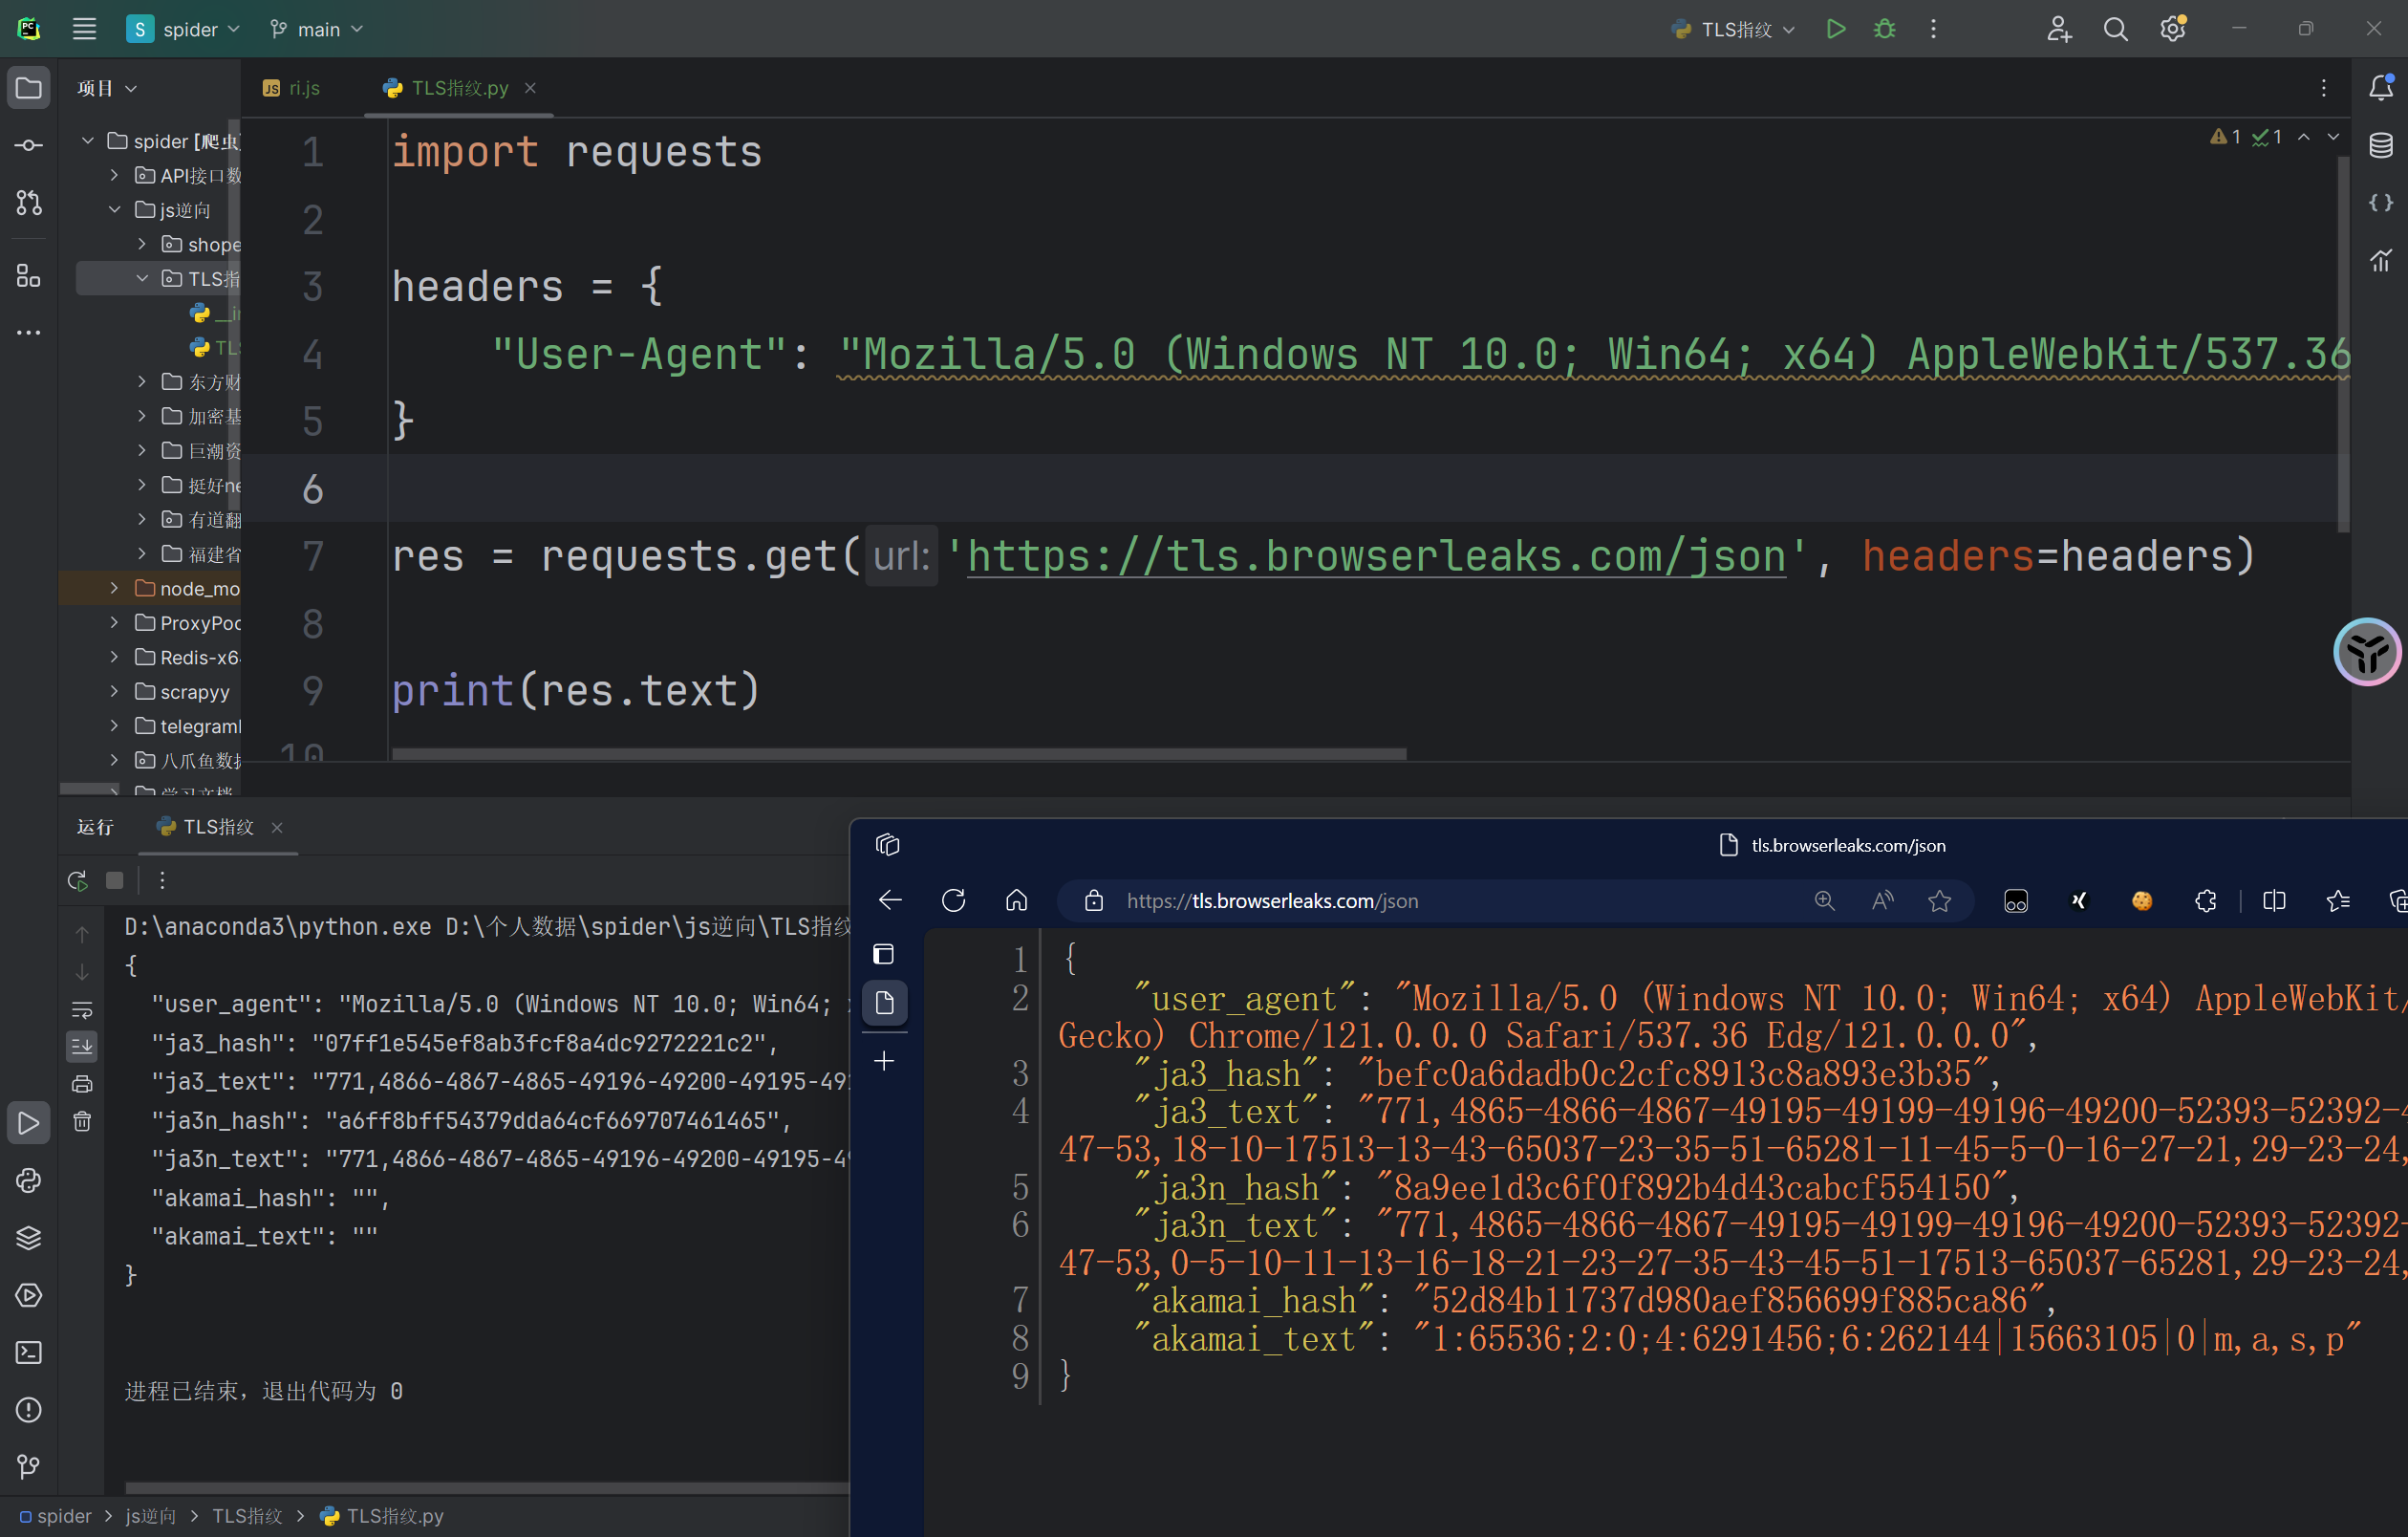 S spider main TLS指纹
项目
ri.js TLS指纹.py
spider [爬虫]
API接口数
js逆向
shope
TLS指
TLS
东方财
加密基
巨潮资
挺好ne
有道翻
福建省
node_mo
ProxyPoo
Redis-x64
scrapyy
telegram
八爪鱼数据
学习文档
1 1
1 import requests
2
3 headers = {
4 "User-Agent": "Mozilla/5.0 (Windows NT 10.0; Win64; x64) AppleWebKit/537.36
5 }
6
7 res = requests.get( url: 'https://tls.browserleaks.com/json', headers=headers)
8
9 print(res.text)
10
运行 TLS指纹
D:\anaconda3\python.exe D:\个人数据\spider\js逆向\TLS指纹
{
"user_agent": "Mozilla/5.0 (Windows NT 10.0; Win64;
"ja3_hash": "07ff1e545ef8ab3fcf8a4dc9272221c2",
"ja3_text": "771,4866-4867-4865-49196-49200-49195-491
"ja3n_hash": "a6ff8bff54379dda64cf669707461465",
"ja3n_text": "771,4866-4867-4865-49196-49200-49195-49
"akamai_hash": "",
"akamai_text": ""
}
进程已结束，退出代码为 0
spider > js逆向 > TLS指纹 > TLS指纹.py
tls.browserleaks.com/json
https://tls.browserleaks.com/json
1 {
2 "user_agent": "Mozilla/5.0 (Windows NT 10.0; Win64; x64) AppleWebKit/
Gecko) Chrome/121.0.0.0 Safari/537.36 Edg/121.0.0.0",
3 "ja3_hash": "befc0a6dadb0c2cfc8913c8a893e3b35",
4 "ja3_text": "771,4865-4866-4867-49195-49199-49196-49200-52393-52392-4
47-53,18-10-17513-13-43-65037-23-35-51-65281-11-45-5-0-16-27-21,29-23-24,
5 "ja3n_hash": "8a9ee1d3c6f0f892b4d43cabcf554150",
6 "ja3n_text": "771,4865-4866-4867-49195-49199-49196-49200-52393-52392-
47-53,0-5-10-11-13-16-18-21-23-27-35-43-45-51-17513-65037-65281,29-23-24,
7 "akamai_hash": "52d84b11737d980aef856699f885ca86",
8 "akamai_text": "1:65536;2:0;4:6291456;6:262144|15663105|0|m,a,s,p"
9 }